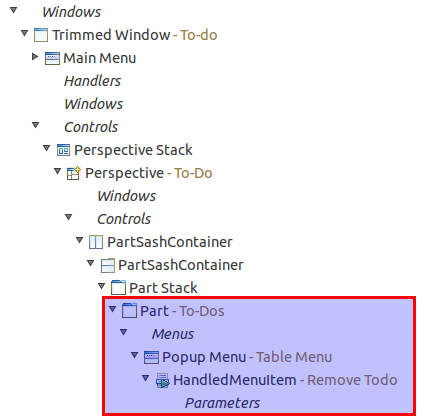 Windows
Trimmed Window - To-do
Main Menu
Handlers
Windows
Controls
Perspective Stack
Perspective - To-Do
Windows
Controls
PartSashContainer
PartSashContainer
Part Stack
Part - To-Dos
Menus
Popup Menu - Table Menu
HandledMenuItem - Remove Todo
Parameters